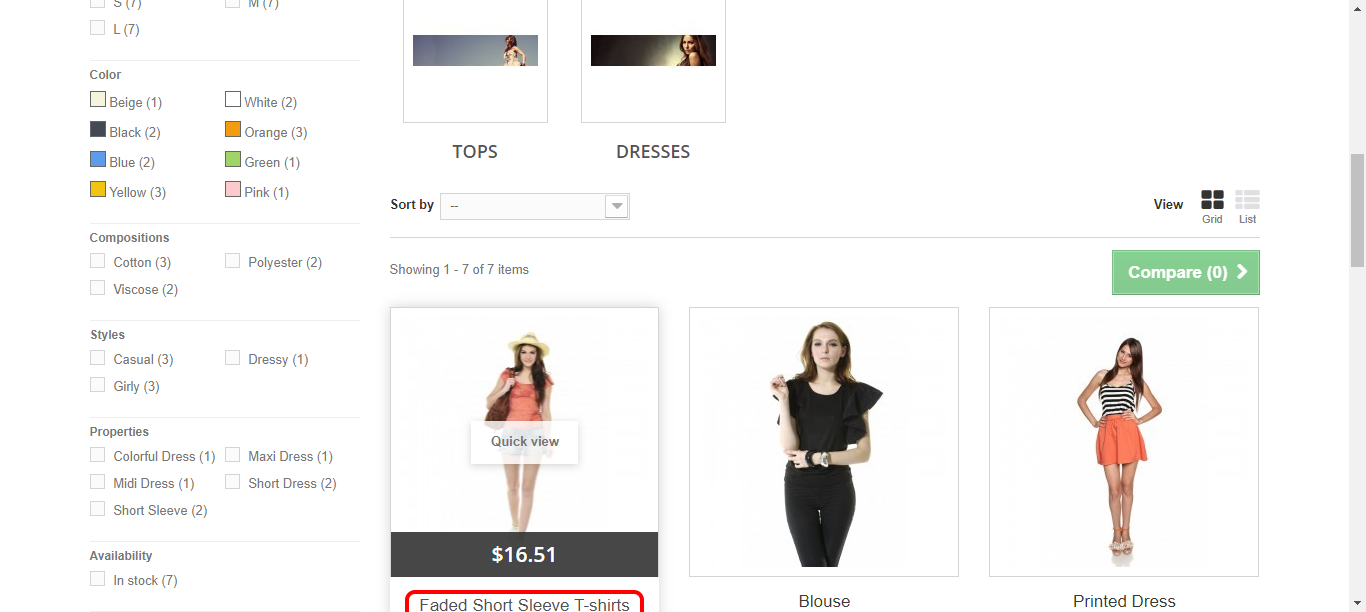 S (7) M (7)
L (7)
Color
Beige (1) White (2)
Black (2) Orange (3)
Blue (2) Green (1)
Yellow (3) Pink (1)
Compositions
Cotton (3) Polyester (2)
Viscose (2)
Styles
Casual (3) Dressy (1)
Girly (3)
Properties
Colorful Dress (1) Maxi Dress (1)
Midi Dress (1) Short Dress (2)
Short Sleeve (2)
Availability
In stock (7)
TOPS DRESSES
Sort by -- View Grid List
Showing 1 - 7 of 7 items
Compare (0)
Quick view
$16.51
Faded Short Sleeve T-shirts
Blouse
Printed Dress